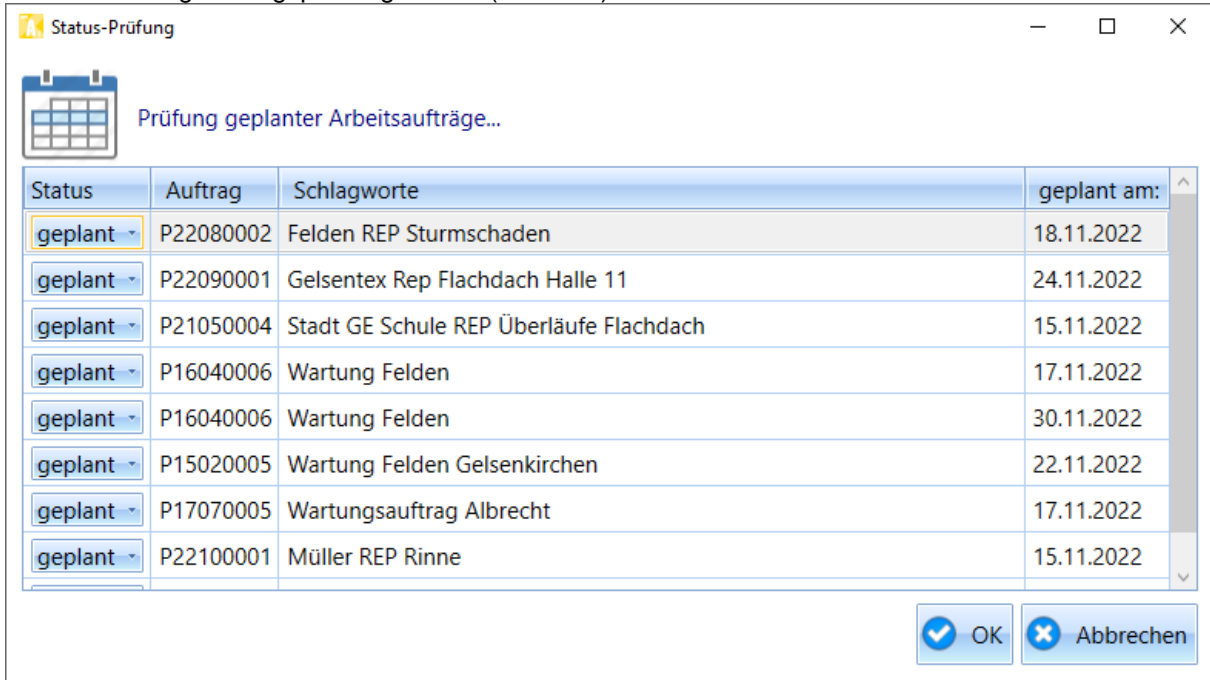 Status-Prüfung
Prüfung geplanter Arbeitsaufträge...
Status Auftrag Schlagworte geplant am:
geplant P22080002 Felden REP Sturmschaden 18.11.2022
geplant P22090001 Gelsentex Rep Flachdach Halle 11 24.11.2022
geplant P21050004 Stadt GE Schule REP Überläufe Flachdach 15.11.2022
geplant P16040006 Wartung Felden 17.11.2022
geplant P16040006 Wartung Felden 30.11.2022
geplant P15020005 Wartung Felden Gelsenkirchen 22.11.2022
geplant P17070005 Wartungsauftrag Albrecht 17.11.2022
geplant P22100001 Müller REP Rinne 15.11.2022
OK Abbrechen